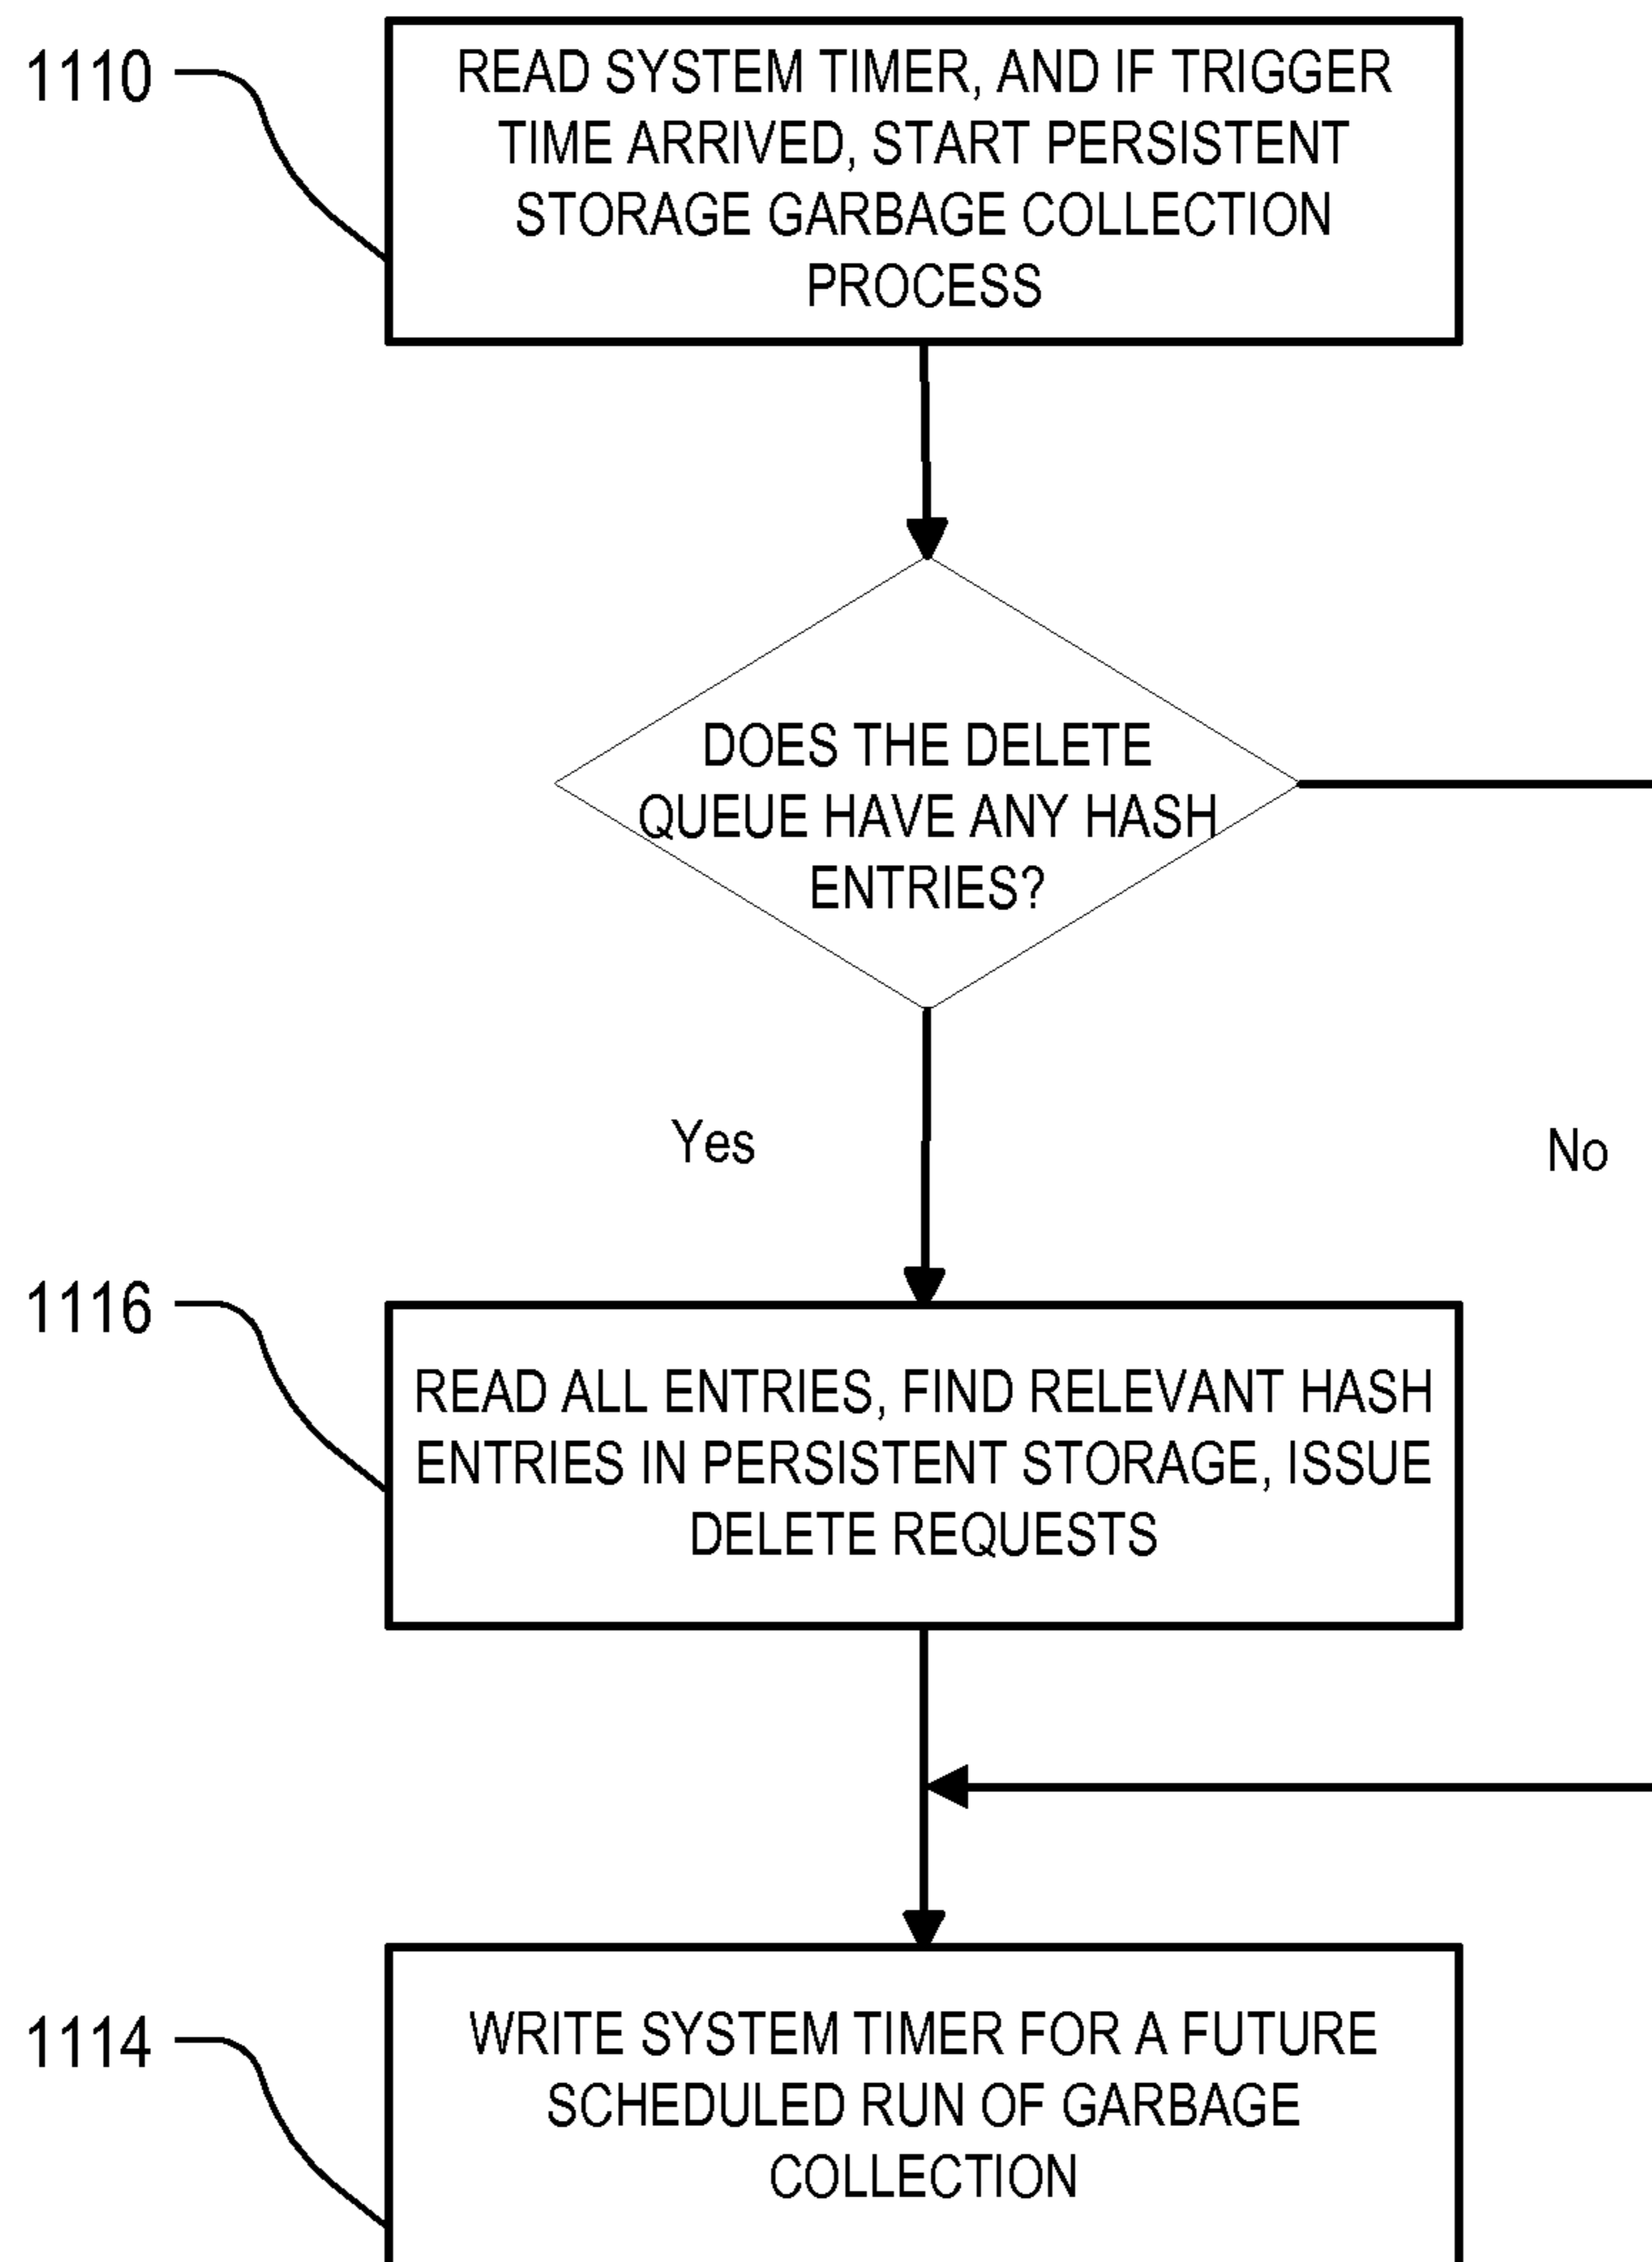 1110
READ SYSTEM TIMER, AND IF TRIGGER
TIME ARRIVED, START PERSISTENT
STORAGE GARBAGE COLLECTION
PROCESS
DOES THE DELETE
QUEUE HAVE ANY HASH
ENTRIES?
Yes
No
1116
READ ALL ENTRIES, FIND RELEVANT HASH
ENTRIES IN PERSISTENT STORAGE, ISSUE
DELETE REQUESTS
1114
WRITE SYSTEM TIMER FOR A FUTURE
SCHEDULED RUN OF GARBAGE
COLLECTION